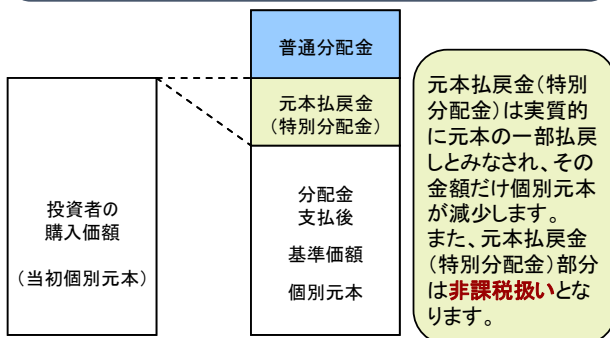 普通分配金
元本払戻金
(特別分配金)
投資者の
購入価額
(当初個別元本)
分配金
支払後
基準価額
個別元本
元本払戻金(特別
分配金)は実質的
に元本の一部払戻
しとみなされ、その
金額だけ個別元本
が減少します。
また、元本払戻金
(特別分配金)部分
は非課税扱いとな
ります。